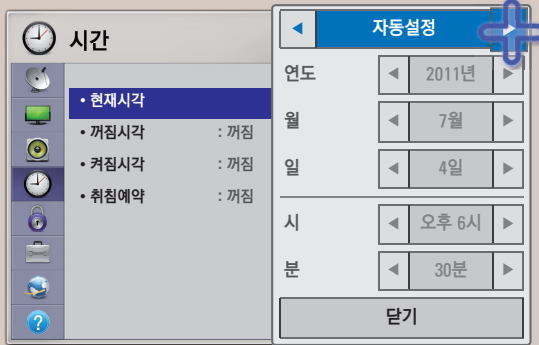 시간
• 현재시각
• 꺼짐시각 : 꺼짐
• 켜짐시각 : 꺼짐
• 취침예약 : 꺼짐
?
◀ 자동설정 ▶
연도 ◀ 2011년 ▶
월 ◀ 7월 ▶
일 ◀ 4일 ▶
시 ◀ 오후 6시 ▶
분 ◀ 30분 ▶
닫기